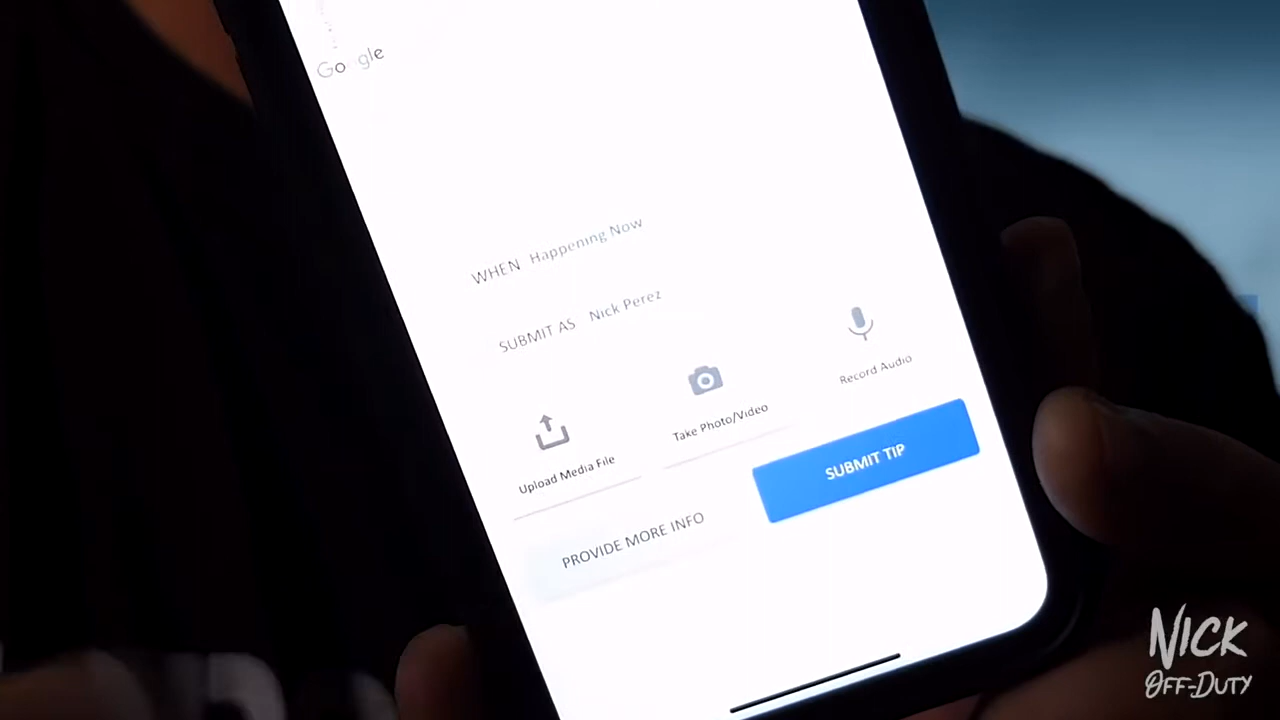 Google
WHEN Happening Now
SUBMIT AS Nick Perez
Upload Media File
Take Photo/Video
Record Audio
PROVIDE MORE INFO
SUBMIT TIP
NICK
OFF-DUTY